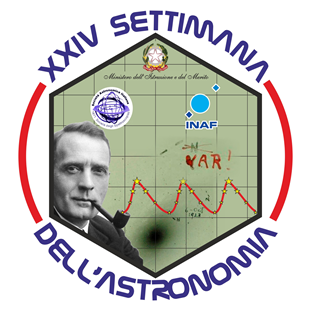 XXIV SETTIMANA
Ministero dell'Istruzione e del Merito
INAF
VAR!
DELL'ASTRONOMIA